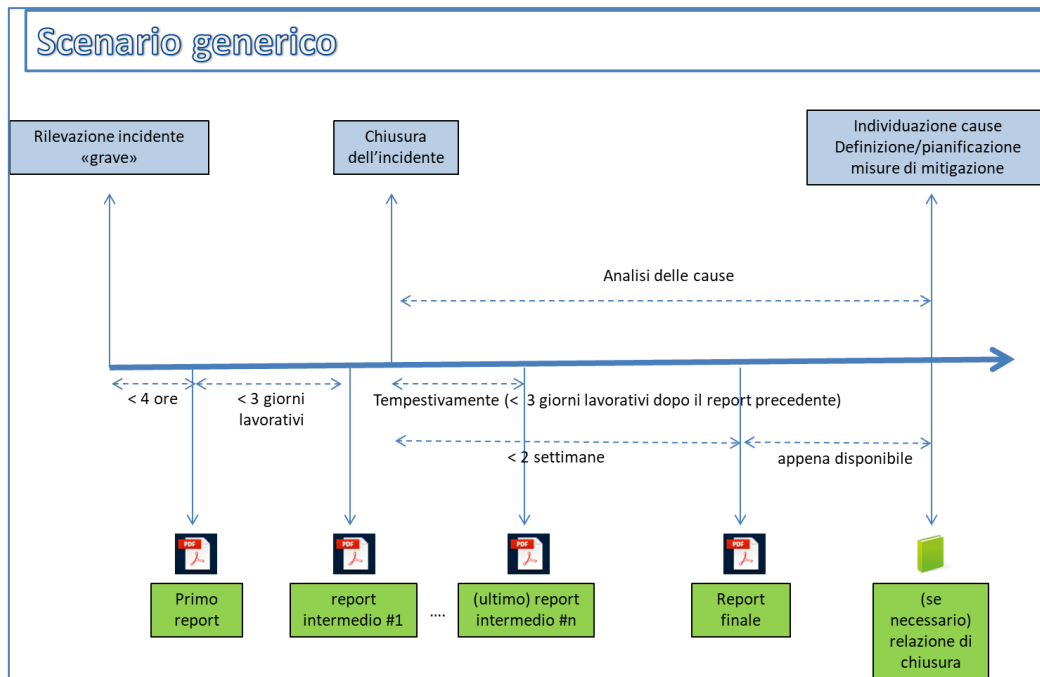 Scenario generico
Rilevazione incidente
«grave»
Chiusura
dell'incidente
Individuazione cause
Definizione/pianificazione
misure di mitigazione
Analisi delle cause
< 4 ore
< 3 giorni
lavorativi
Tempestivamente (< 3 giorni lavorativi dopo il report precedente)
< 2 settimane
appena disponibile
PDF
PDF
PDF
PDF
Primo
report
report
intermedio #1
....
(ultimo) report
intermedio #n
Report
finale
(se
necessario)
relazione di
chiusura